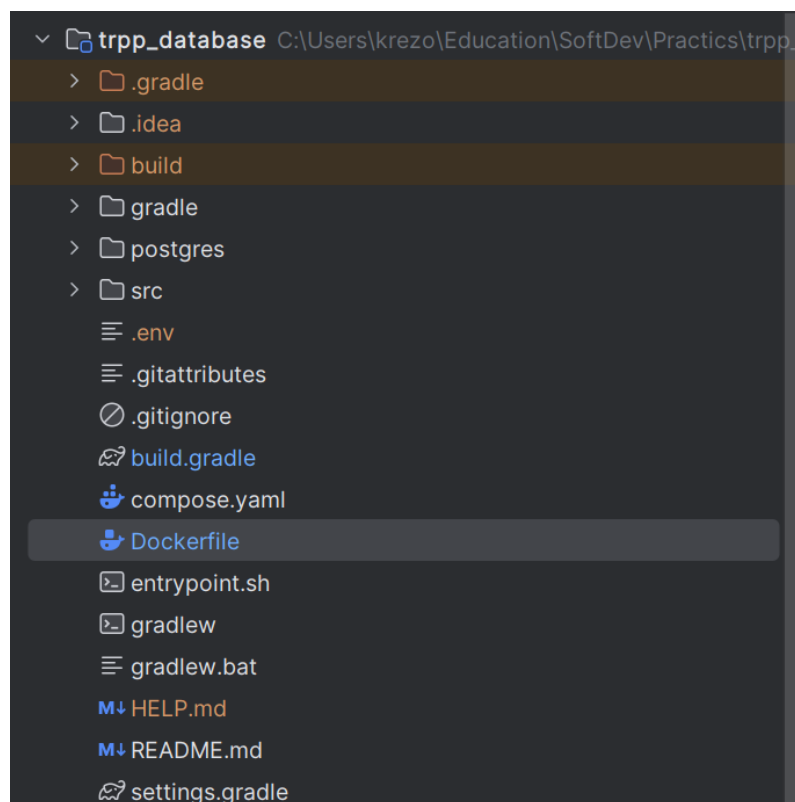 trpp_database C:\Users\krezo\Education\SoftDev\Practics\trpp_
.gradle
.idea
build
gradle
postgres
src
.env
.gitattributes
.gitignore
build.gradle
compose.yaml
Dockerfile
entrypoint.sh
gradlew
gradlew.bat
M↓ HELP.md
M↓ README.md
settings.gradle